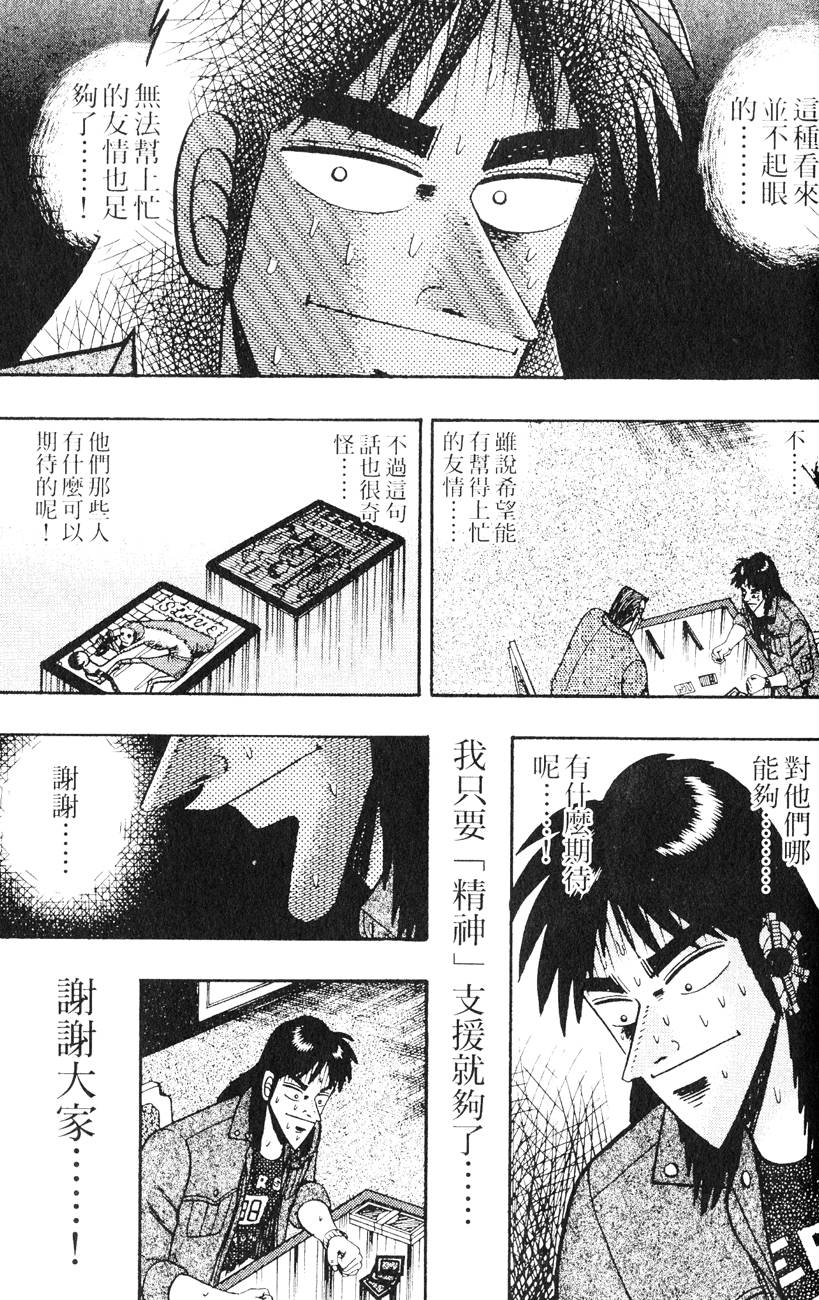 這種看來
並不起眼
的………
無法幫上忙
的友情也足
夠了……！
不……
雖說希望能
有幫得上忙
的友情……
不過這句
話也很奇
怪……
他們那些人
有什麼可以
期待的呢！
對他們哪
能夠………
有什麼期待
呢……！
我只要「精神」支援就夠了……
謝謝……
謝謝大家……！
SLAVE